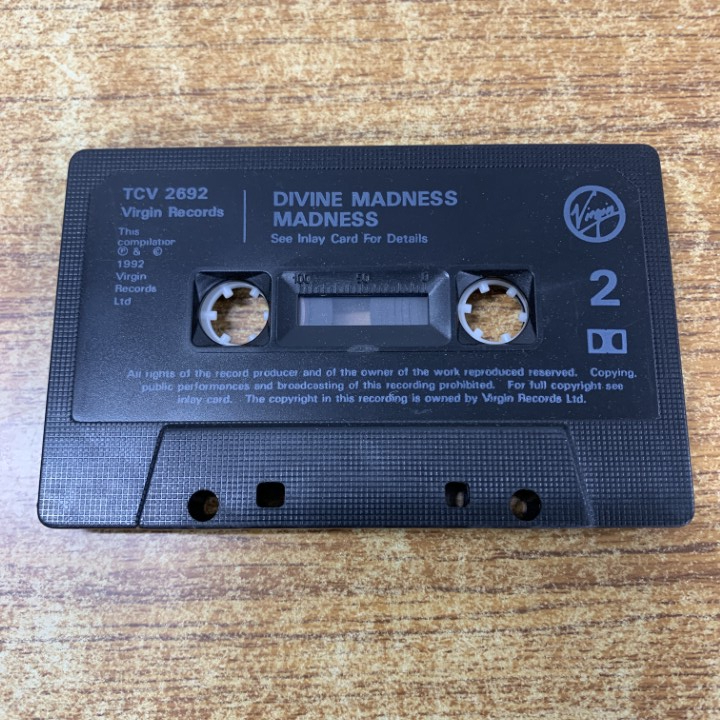 TCV 2692
Virgin Records
This
compilation
Ⓟ & ©
1992
Virgin
Records
Ltd
DIVINE MADNESS
MADNESS
See Inlay Card For Details
Virgin
100 50 0
2
All rights of the record producer and of the owner of the work reproduced reserved. Copying,
public performances and broadcasting of this recording prohibited. For full copyright see
inlay card. The copyright in this recording is owned by Virgin Records Ltd.